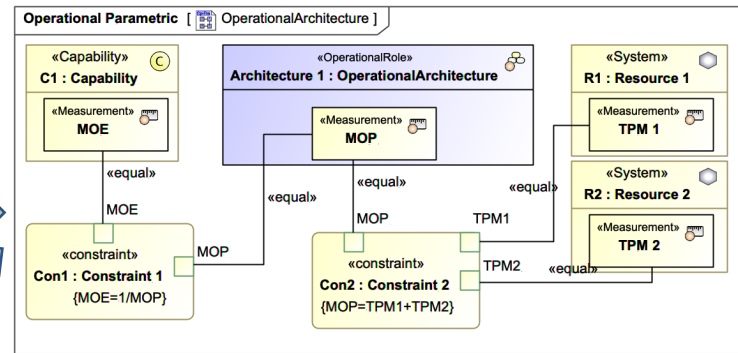 Operational Parametric [ OperationalArchitecture ]
«Capability»
C
C1 : Capability
«Measurement»
MOE
«OperationalRole»
Architecture 1 : OperationalArchitecture
«Measurement»
MOP
«System»
R1 : Resource 1
«Measurement»
TPM 1
«System»
R2 : Resource 2
«Measurement»
TPM 2
«equal»
«equal»
«equal»
«equal»
«equal»
MOE
MOP
MOP
TPM1
TPM2
«constraint»
Con1 : Constraint 1
{MOE=1/MOP}
«constraint»
Con2 : Constraint 2
{MOP=TPM1+TPM2}